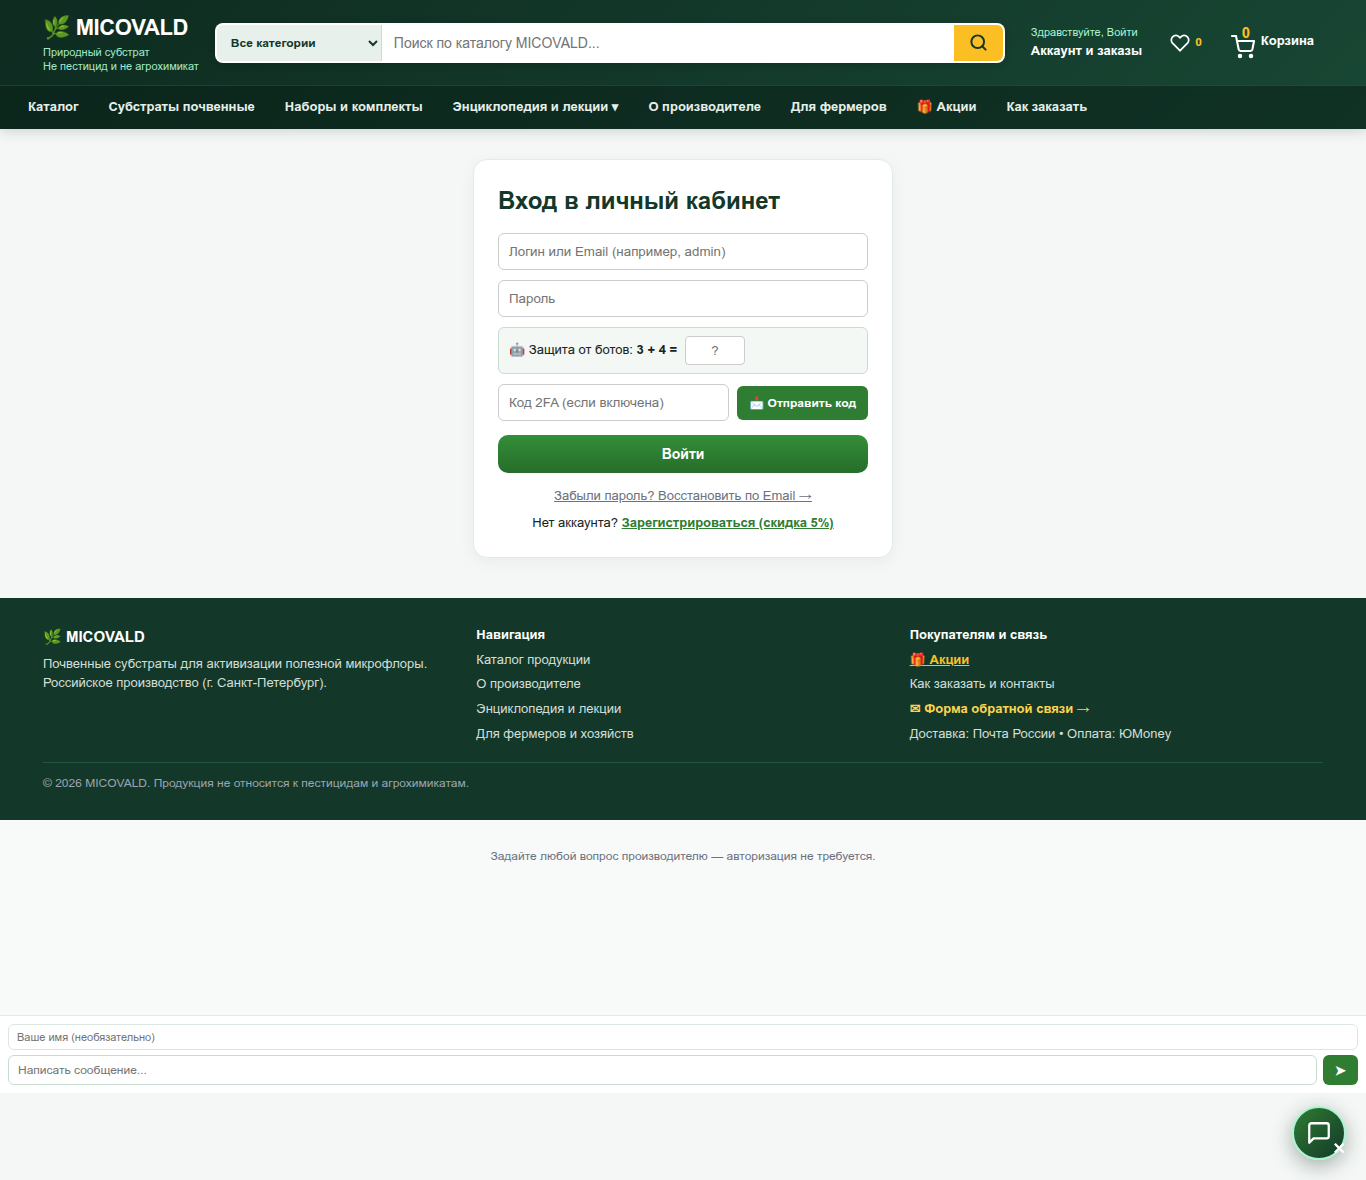 🌿 MICOVALD
Природный субстрат
Не пестицид и не агрохимикат
Все категории
Поиск по каталогу MICOVALD...
Здравствуйте, Войти
Аккаунт и заказы
0
0
Корзина
Каталог
Субстраты почвенные
Наборы и комплекты
Энциклопедия и лекции ▾
О производителе
Для фермеров
🎁 Акции
Как заказать
Вход в личный кабинет
Логин или Email (например, admin)
Пароль
🤖 Защита от ботов: 3 + 4 =
?
Код 2FA (если включена)
📩 Отправить код
Войти
Забыли пароль? Восстановить по Email →
Нет аккаунта? Зарегистрироваться (скидка 5%)
🌿 MICOVALD
Почвенные субстраты для активизации полезной микрофлоры.
Российское производство (г. Санкт-Петербург).
Навигация
Каталог продукции
О производителе
Энциклопедия и лекции
Для фермеров и хозяйств
Покупателям и связь
🎁 Акции
Как заказать и контакты
✉ Форма обратной связи →
Доставка: Почта России • Оплата: ЮMoney
© 2026 MICOVALD. Продукция не относится к пестицидам и агрохимикатам.
Задайте любой вопрос производителю — авторизация не требуется.
Ваше имя (необязательно)
Написать сообщение...
➤
✕